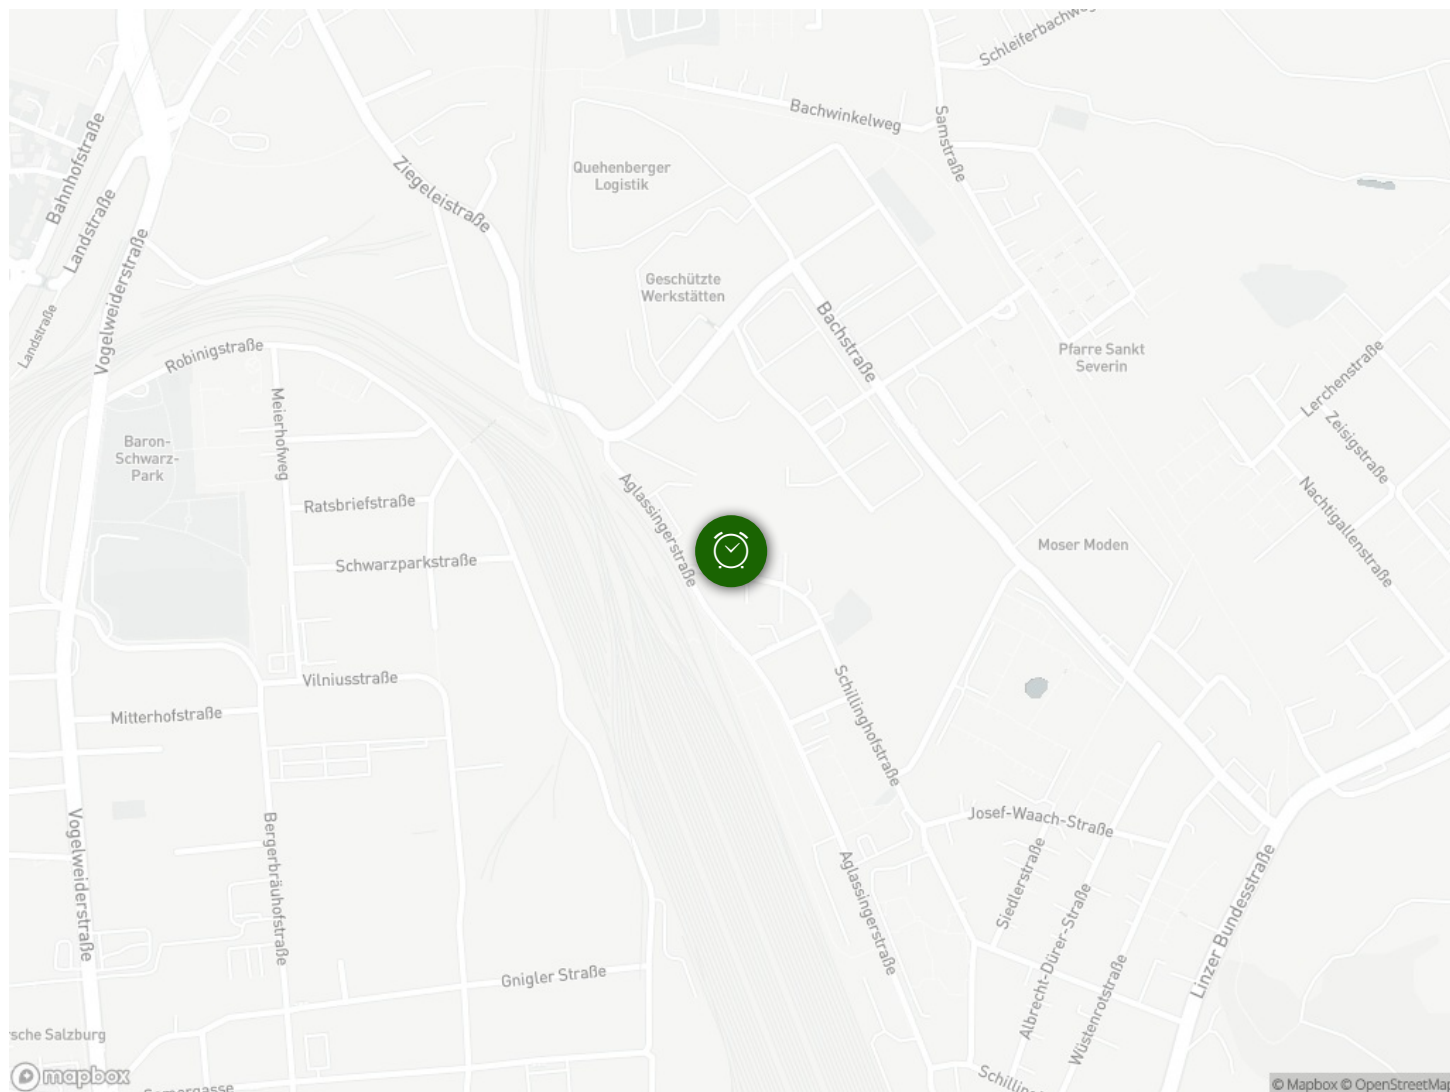 Schleiferbachweg
Bachwinkelweg
Samstraße
Bahnhofstraße
Quehenberger
Logistik
Ziegeleistraße
Landstraße
Vogelweiderstraße
Geschützte
Werkstätten
Landstraße
Bachstraße
Robinigstraße
Pfarre Sankt
Severin
Lerchenstraße
Meierhofweg
Baron-
Schwarz-
Park
Zeisigstraße
Ratsbriefstraße
Aglassingerstraße
Nachtigallenstraße
Moser Moden
Schwarzparkstraße
Vilniusstraße
Schillinghofstraße
Mitterhofstraße
Josef-Waach-Straße
Vogelweiderstraße
Bergerbräuhofstraße
Siedlerstraße
Aglassingerstraße
Linzer Bundesstraße
Albrecht-Dürer-Straße
Gnigler Straße
Wüstenrotstraße
sche Salzburg
mapbox
© Mapbox © OpenStreetMap